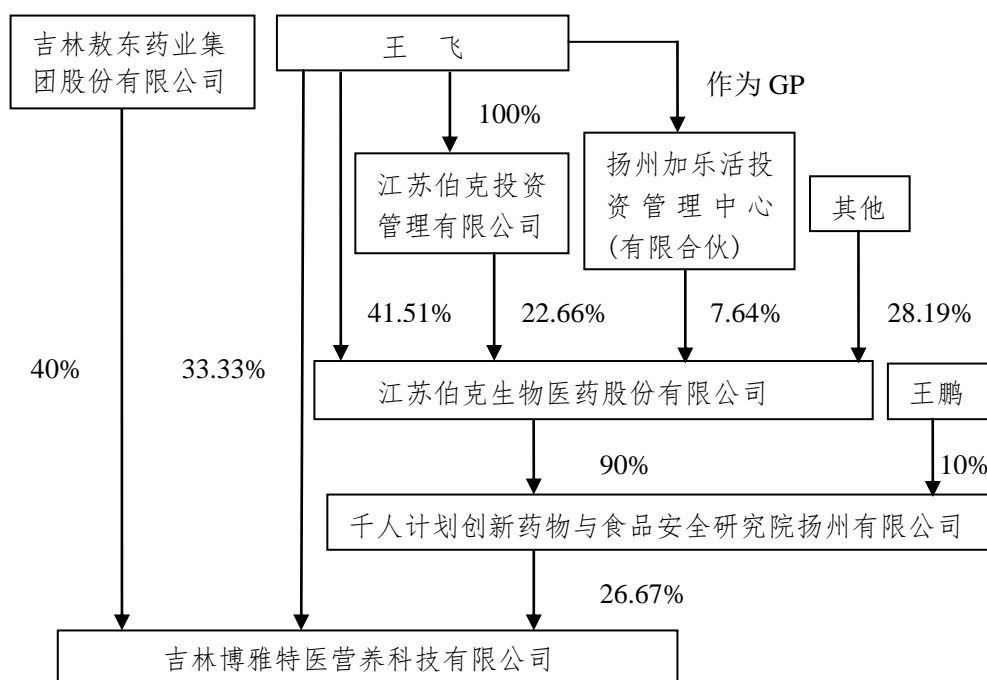 吉林敖东药业集
团股份有限公司
王 飞
作为 GP
100%
江苏伯克投资
管理有限公司
扬州加乐活投
资管理中心
(有限合伙)
其他
41.51%
22.66%
7.64%
28.19%
40%
33.33%
江苏伯克生物医药股份有限公司
王鹏
90%
10%
千人计划创新药物与食品安全研究院扬州有限公司
26.67%
吉林博雅特医营养科技有限公司